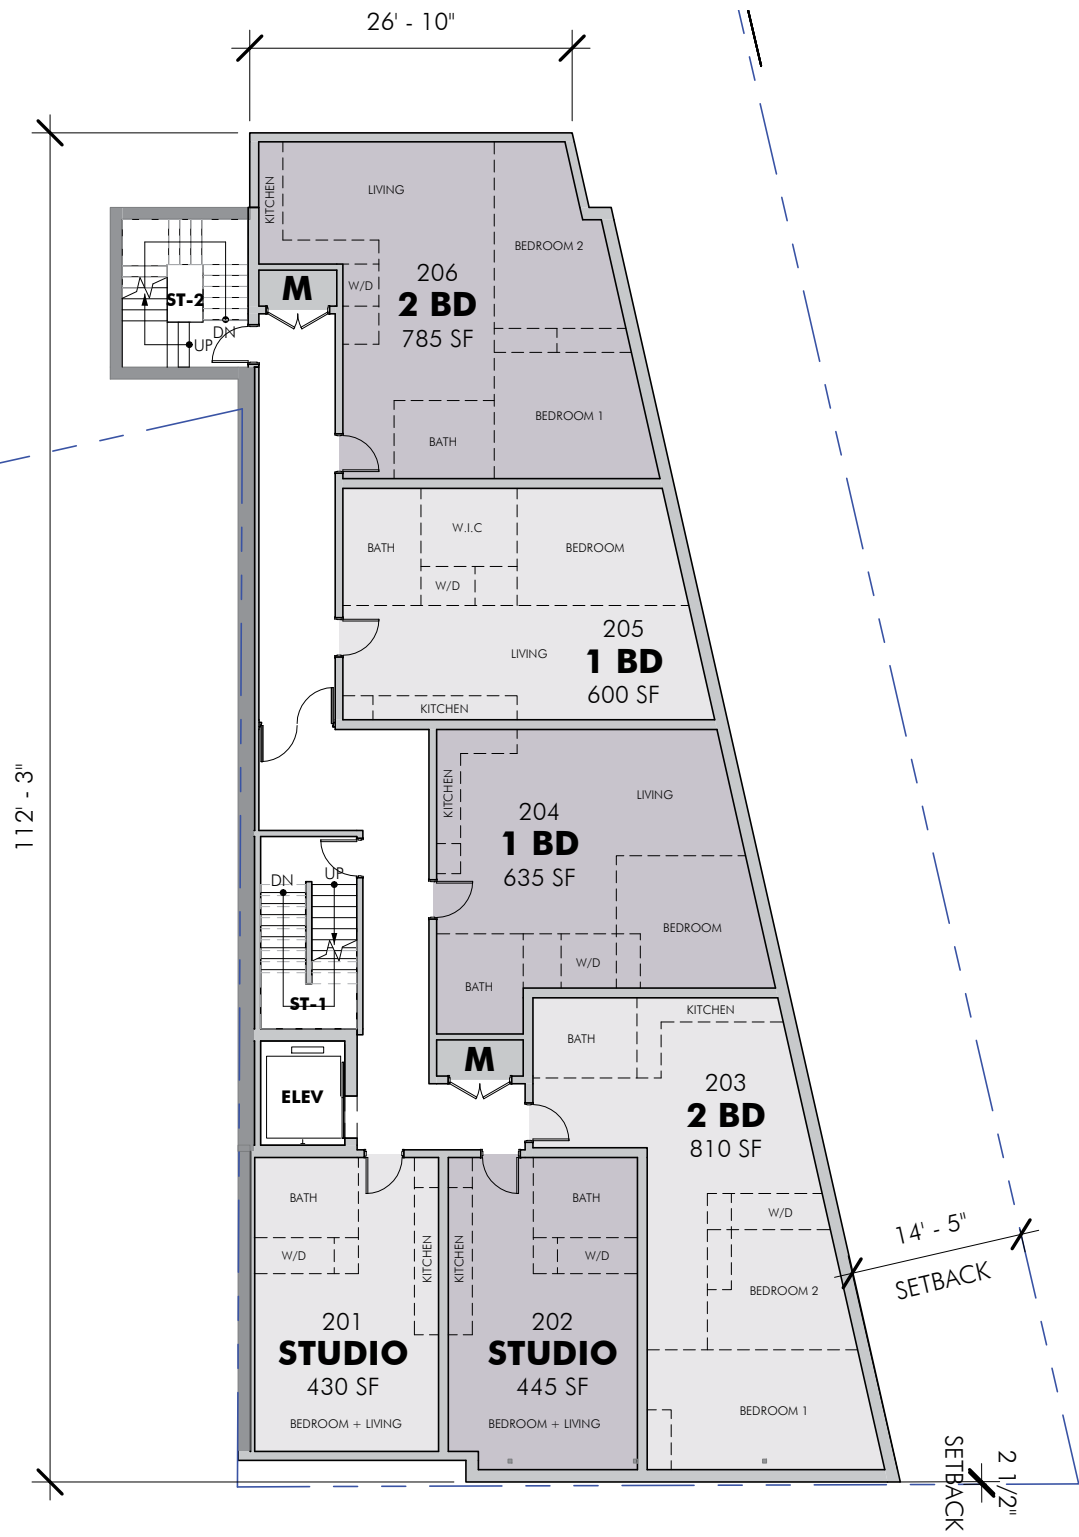 26' - 10"
KITCHEN
LIVING
BEDROOM 2
206
2 BD
785 SF
M
W/D
ST-2
DN
UP
BEDROOM 1
BATH
W.I.C
BATH
BEDROOM
W/D
205
1 BD
600 SF
LIVING
KITCHEN
112' - 3"
KITCHEN
LIVING
204
1 BD
635 SF
DN
UP
BEDROOM
W/D
BATH
ST-1
KITCHEN
BATH
M
203
2 BD
810 SF
ELEV
BATH
W/D
KITCHEN
KITCHEN
BATH
W/D
W/D
14' - 5"
SETBACK
BEDROOM 2
201
STUDIO
430 SF
BEDROOM + LIVING
202
STUDIO
445 SF
BEDROOM + LIVING
BEDROOM 1
2 1/2"
SETBACK